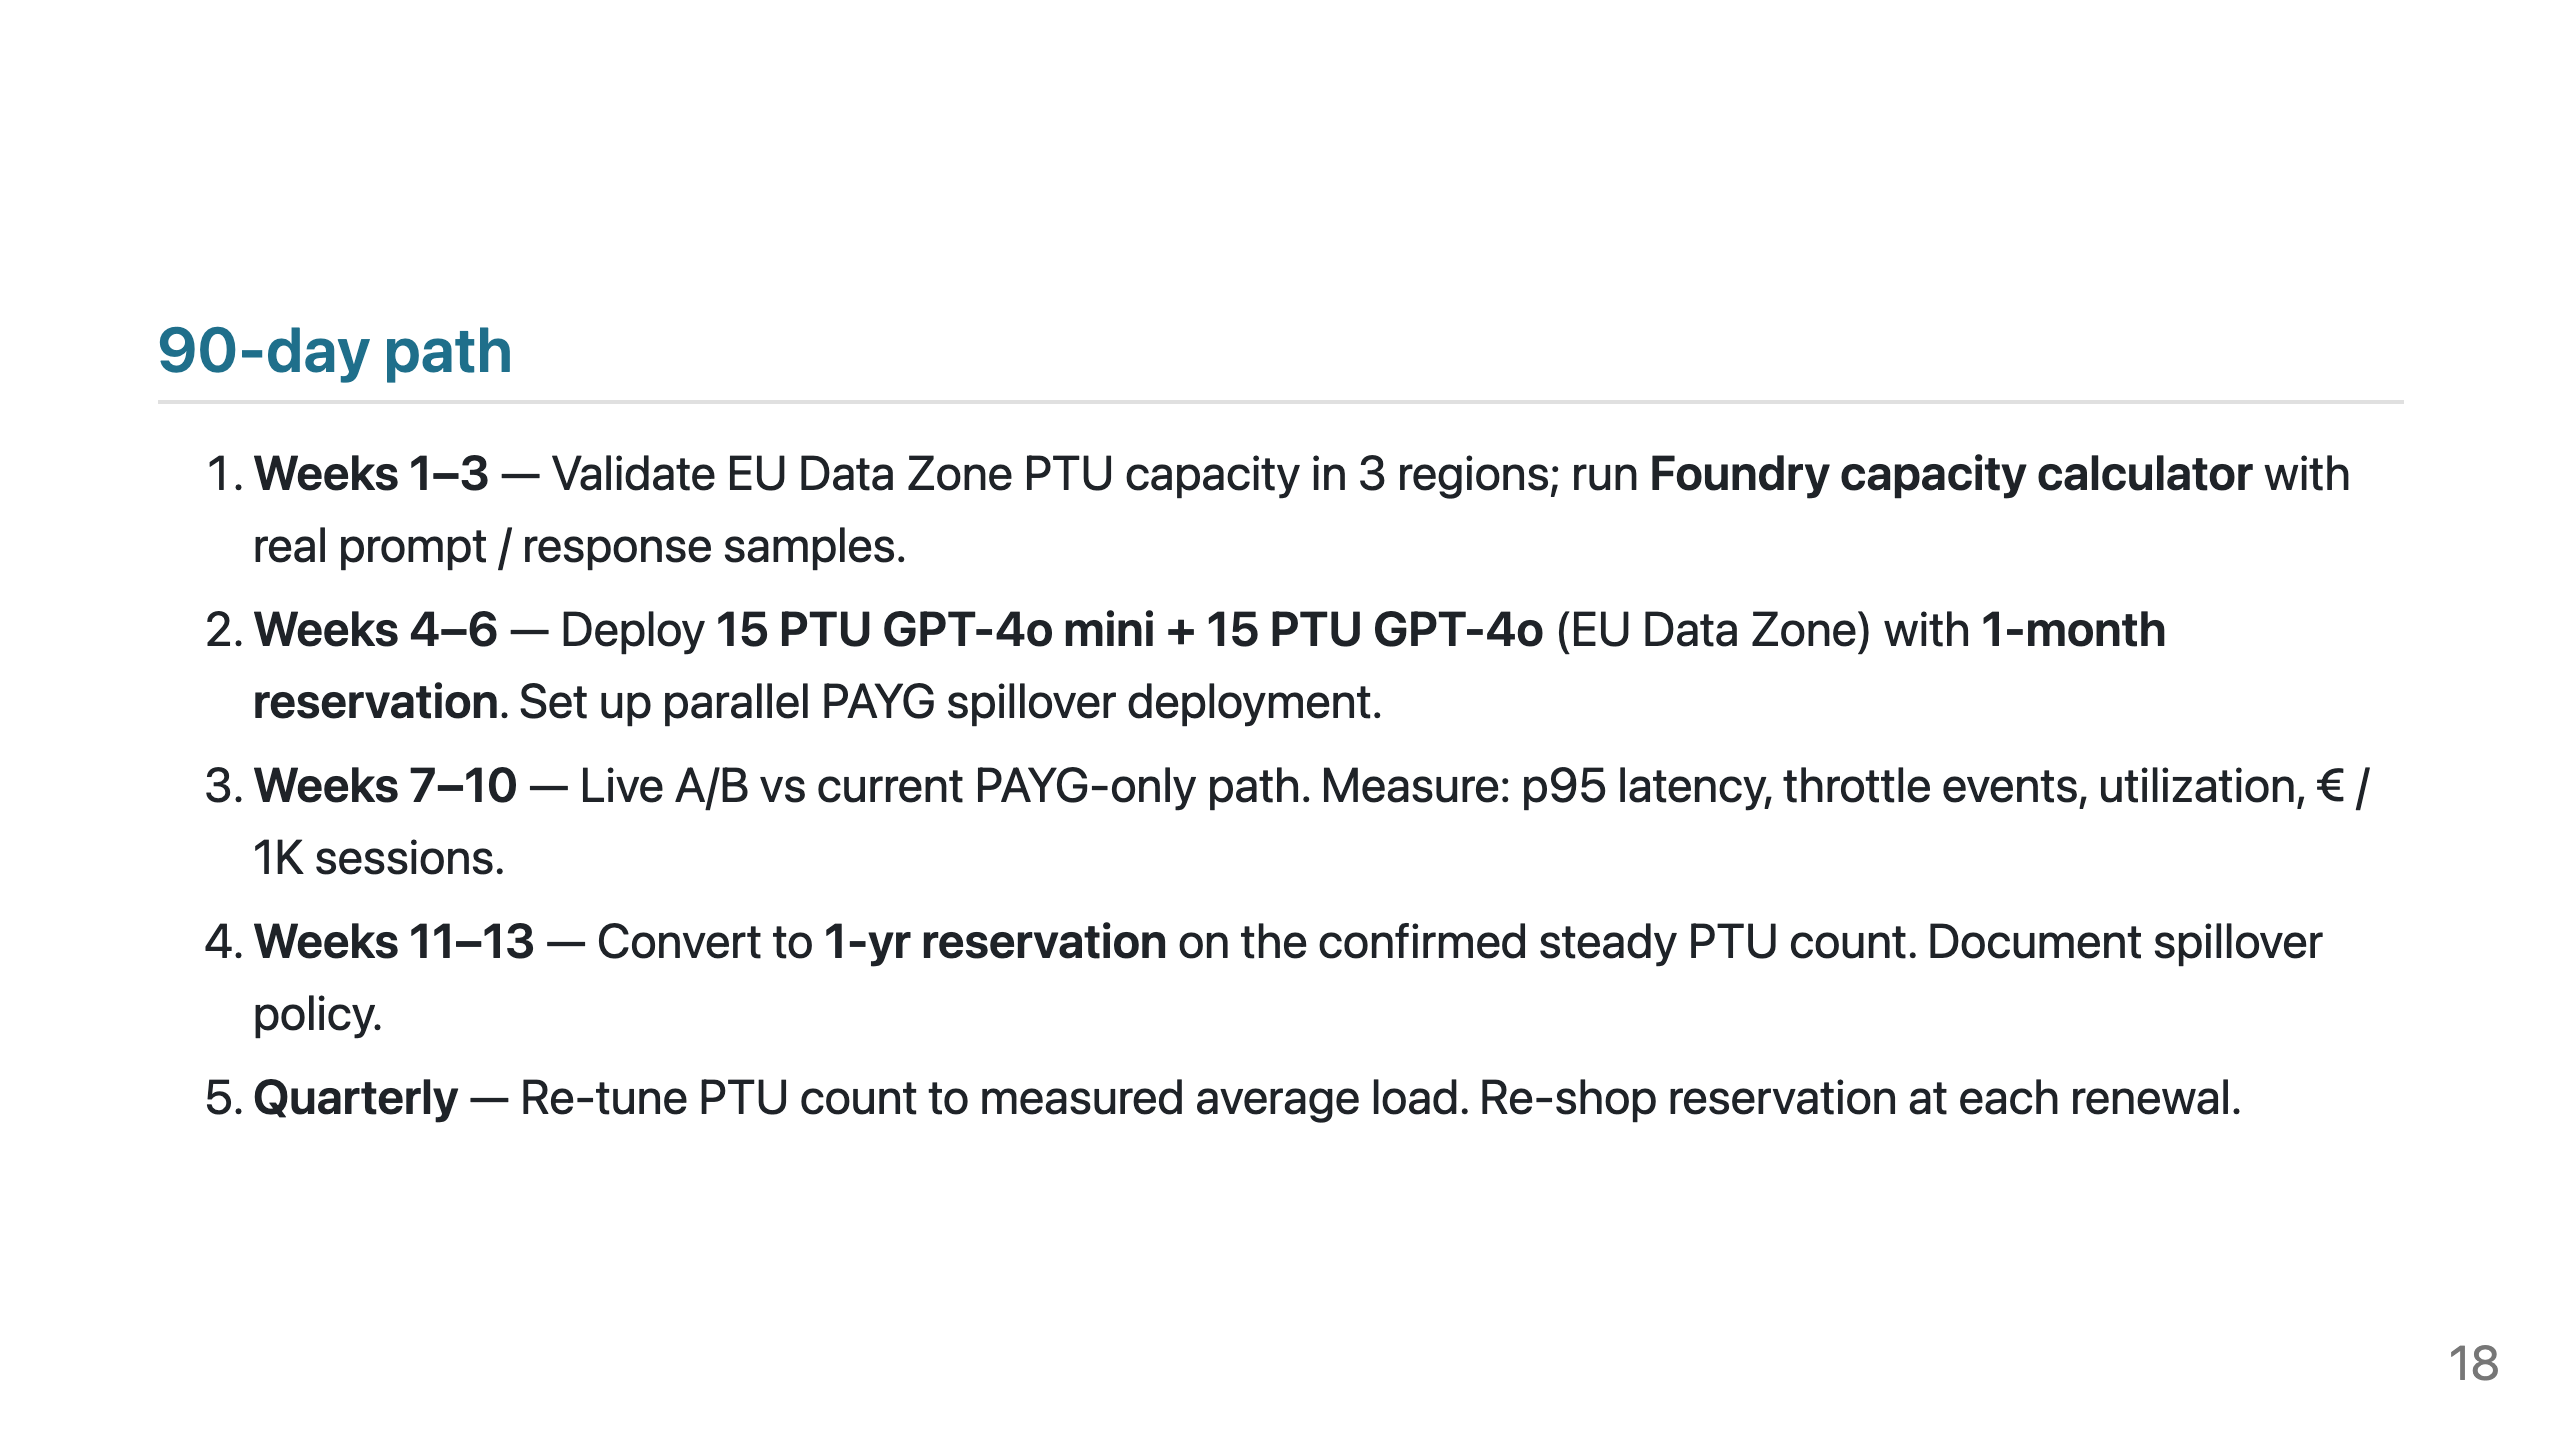 90-day path
1. Weeks 1–3 — Validate EU Data Zone PTU capacity in 3 regions; run Foundry capacity calculator with
real prompt / response samples.
2. Weeks 4–6 — Deploy 15 PTU GPT-4o mini + 15 PTU GPT-4o (EU Data Zone) with 1-month
reservation. Set up parallel PAYG spillover deployment.
3. Weeks 7–10 — Live A/B vs current PAYG-only path. Measure: p95 latency, throttle events, utilization, € /
1K sessions.
4. Weeks 11–13 — Convert to 1-yr reservation on the confirmed steady PTU count. Document spillover
policy.
5. Quarterly — Re-tune PTU count to measured average load. Re-shop reservation at each renewal.
18